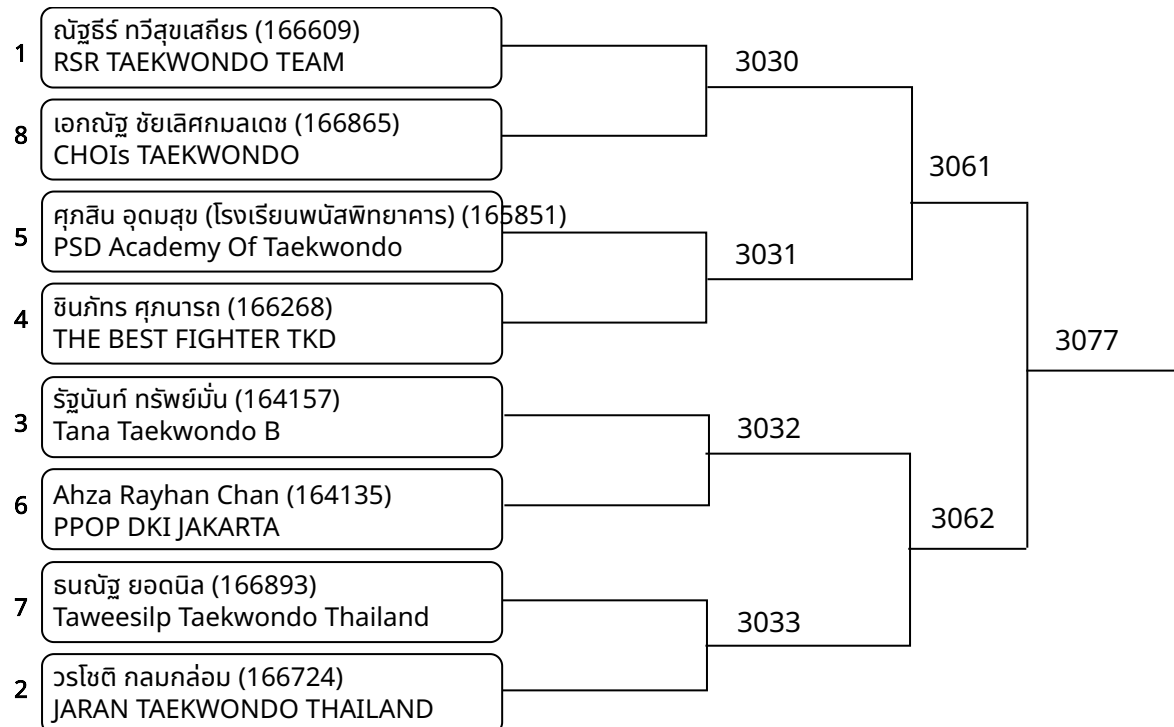 1
ณัฐธีร์ ทวีสุขเสถียร (166609)
RSR TAEKWONDO TEAM
8
เอกณัฐ ชัยเลิศกมลเดช (166865)
CHOIs TAEKWONDO
3030
5
ศุภสิน อุดมสุข (โรงเรียนพนัสพิทยาคาร) (165851)
PSD Academy Of Taekwondo
4
ชินภัทร ศุภนารถ (166268)
THE BEST FIGHTER TKD
3031
3061
3
รัฐนันท์ ทรัพย์มั่น (164157)
Tana Taekwondo B
6
Ahza Rayhan Chan (164135)
PPOP DKI JAKARTA
3032
7
ธนณัฐ ยอดนิล (166893)
Taweesilp Taekwondo Thailand
2
วรโชติ กลมกล่อม (166724)
JARAN TAEKWONDO THAILAND
3033
3062
3077